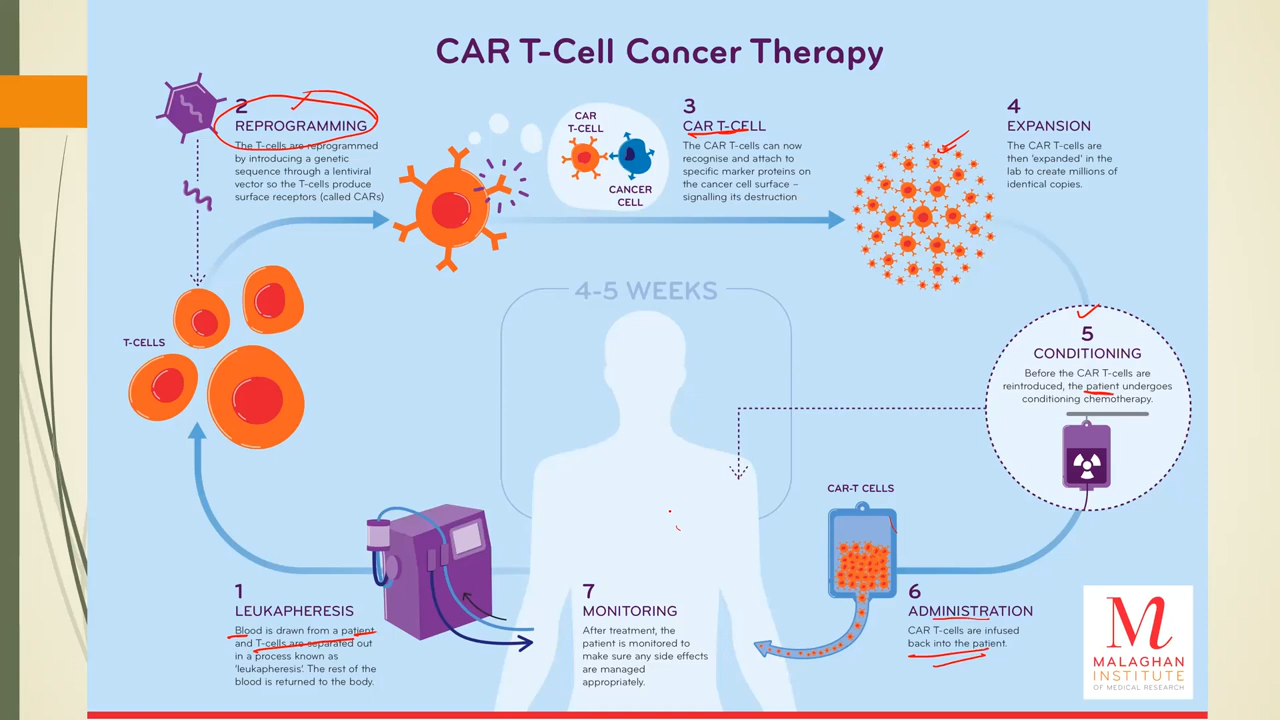 CAR T-Cell Cancer Therapy
2
REPROGRAMMING
The T-cells are reprogrammed
by introducing a genetic
sequence through a lentiviral
vector so the T-cells produce
surface receptors (called CARs)
CAR
T-CELL
CANCER
CELL
3
CAR T-CELL
The CAR T-cells can now
recognise and attach to
specific marker proteins on
the cancer cell surface –
signalling its destruction
4
EXPANSION
The CAR T-cells are
then 'expanded' in the
lab to create millions of
identical copies.
4-5 WEEKS
T-CELLS
5
CONDITIONING
Before the CAR T-cells are
reintroduced, the patient undergoes
conditioning chemotherapy.
CAR-T CELLS
1
LEUKAPHERESIS
Blood is drawn from a patient
and T-cells are separated out
in a process known as
'leukapheresis'. The rest of the
blood is returned to the body.
7
MONITORING
After treatment, the
patient is monitored to
make sure any side effects
are managed
appropriately.
6
ADMINISTRATION
CAR T-cells are infused
back into the patient.
M
MALAGHAN
INSTITUTE
OF MEDICAL RESEARCH